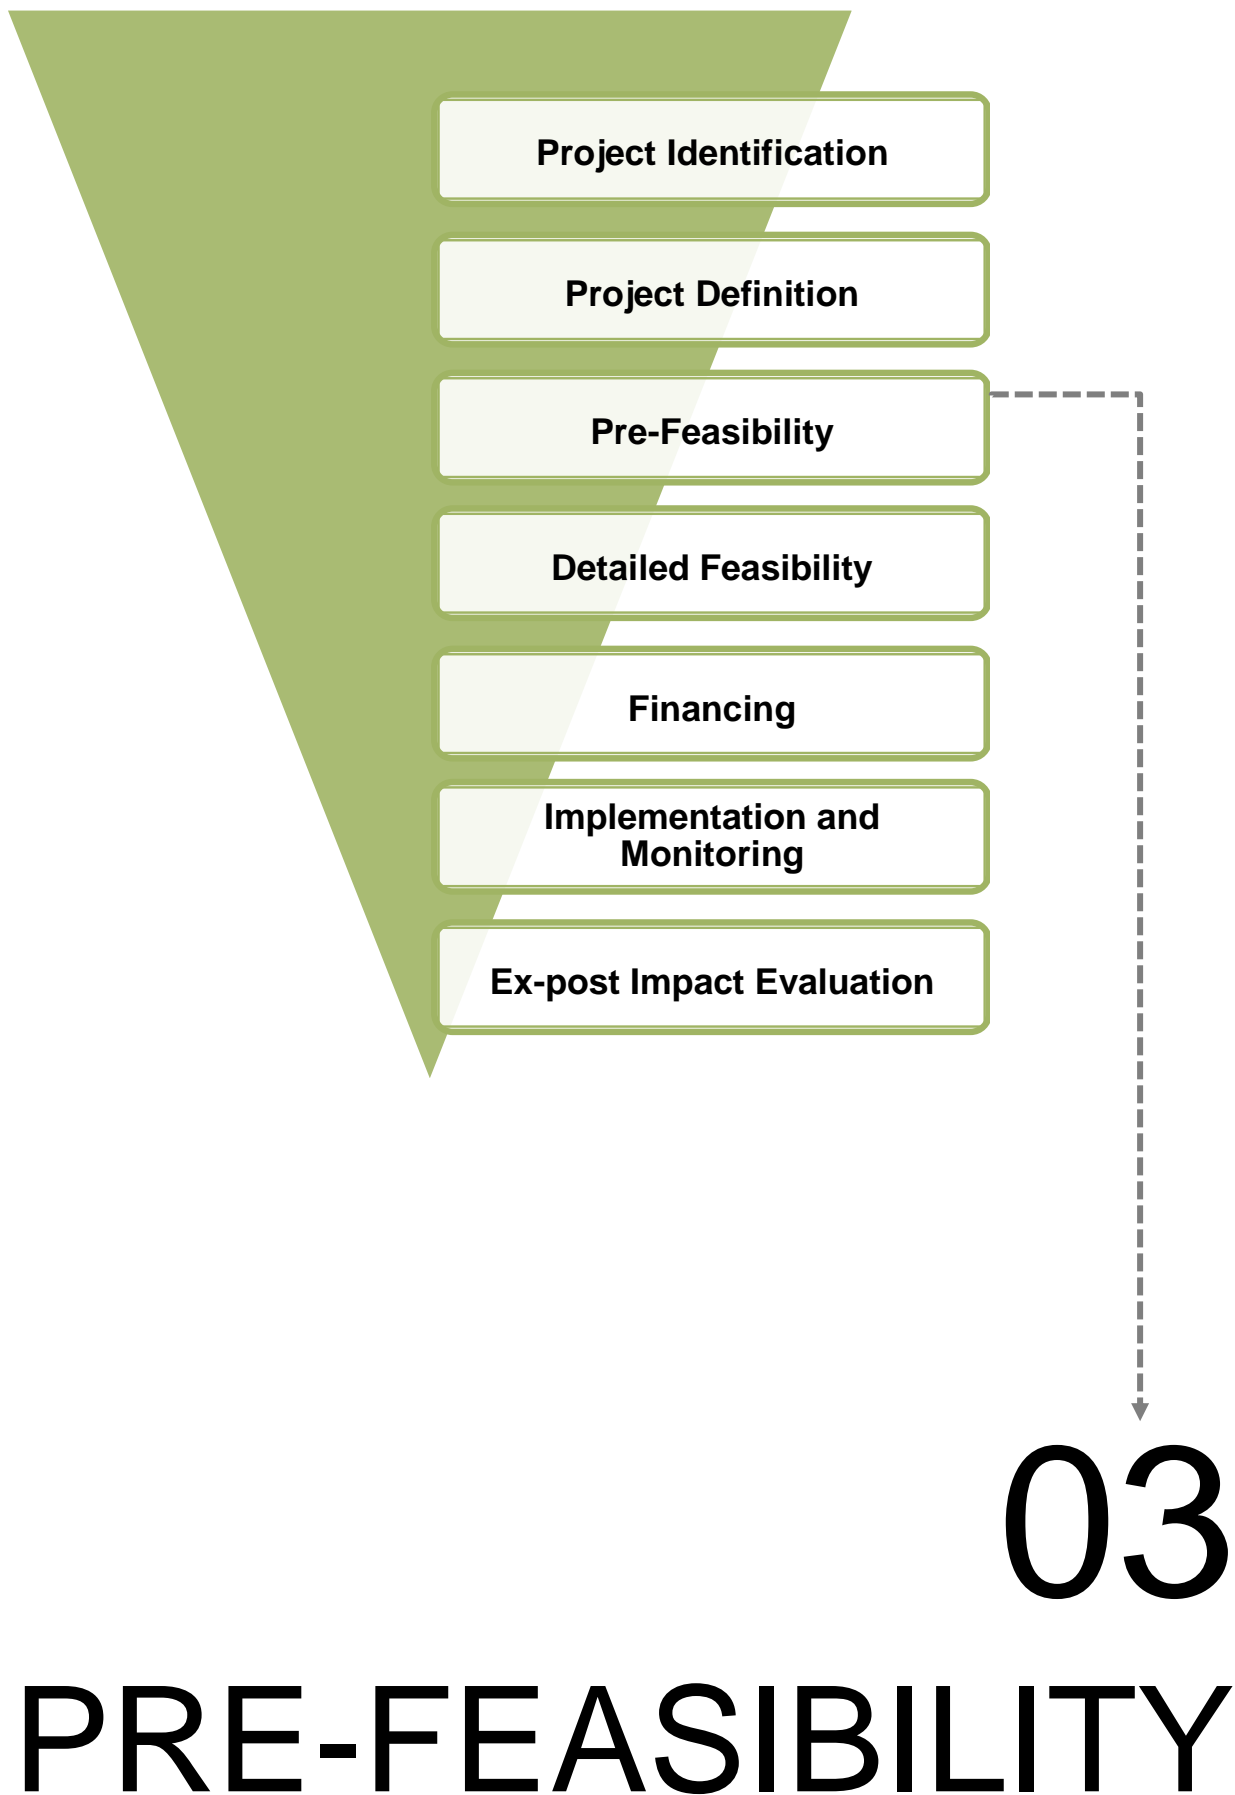 Project Identification
Project Definition
Pre-Feasibility
Detailed Feasibility
Financing
Implementation and
Monitoring
Ex-post Impact Evaluation
03
PRE-FEASIBILITY